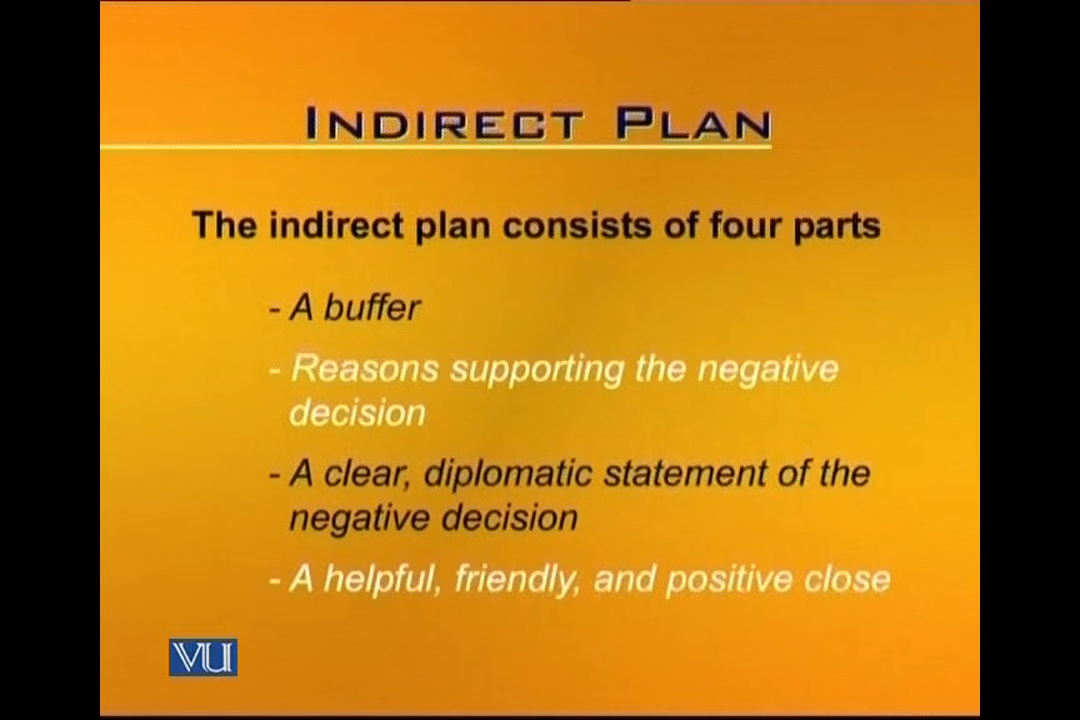 INDIRECT PLAN
The indirect plan consists of four parts
- A buffer
- Reasons supporting the negative
decision
- A clear, diplomatic statement of the
negative decision
- A helpful, friendly, and positive close
VU